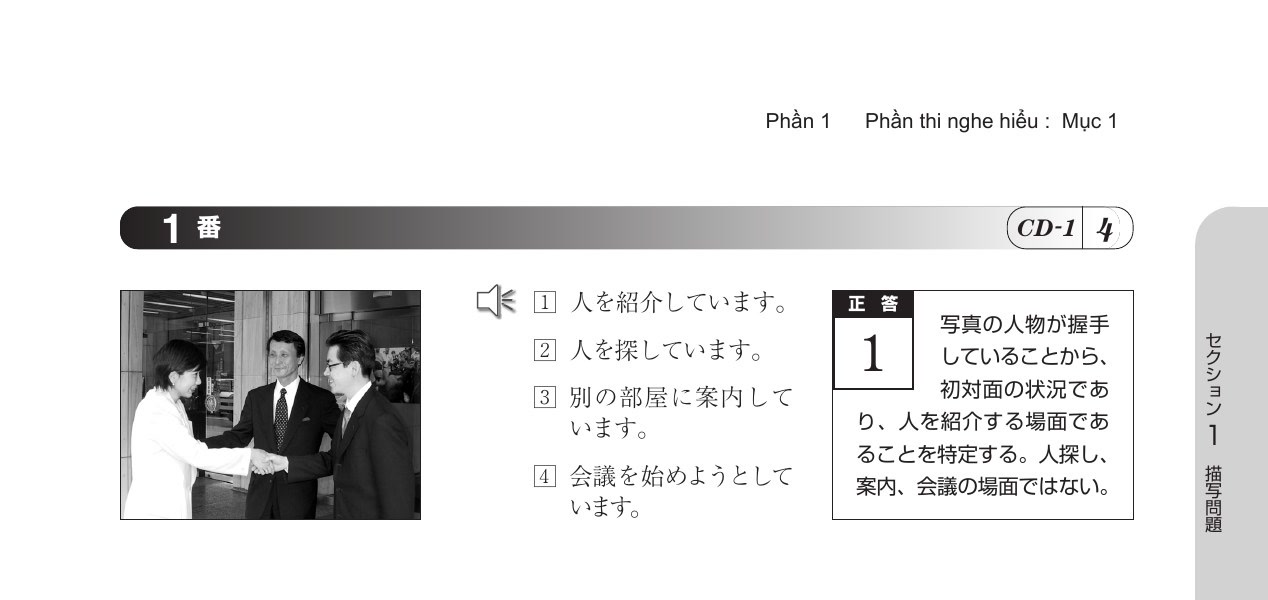 Phần 1 Phần thi nghe hiểu : Mục 1
1 番
CD-1 4
1 人を紹介しています。
2 人を探しています。
3 別の部屋に案内して
います。
4 会議を始めようとして
います。
正 答
1
写真の人物が握手
していることから、
初対面の状況であ
り、人を紹介する場面であ
ることを特定する。人探し、
案内、会議の場面ではない。
セクション 1 描写問題